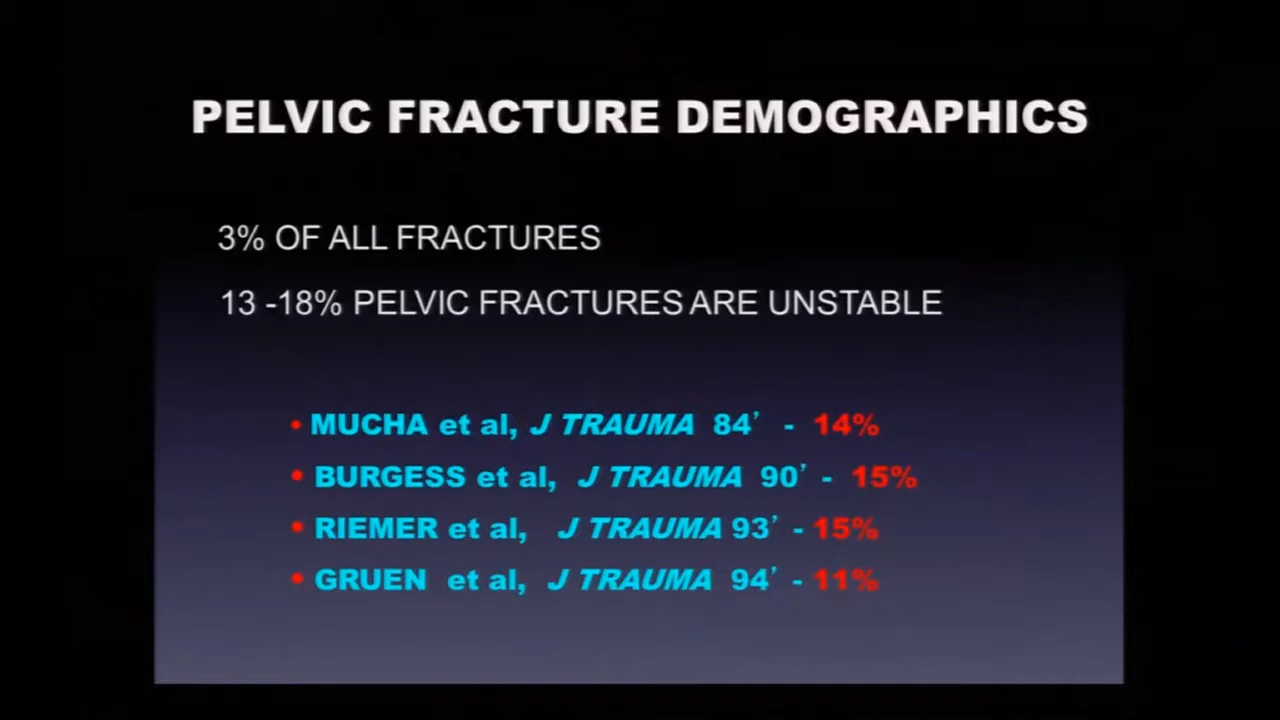 PELVIC FRACTURE DEMOGRAPHICS
3% OF ALL FRACTURES
13 -18% PELVIC FRACTURES ARE UNSTABLE
• MUCHA et al, J TRAUMA 84’ - 14%
• BURGESS et al, J TRAUMA 90’ - 15%
• RIEMER et al, J TRAUMA 93’ - 15%
• GRUEN et al, J TRAUMA 94’ - 11%